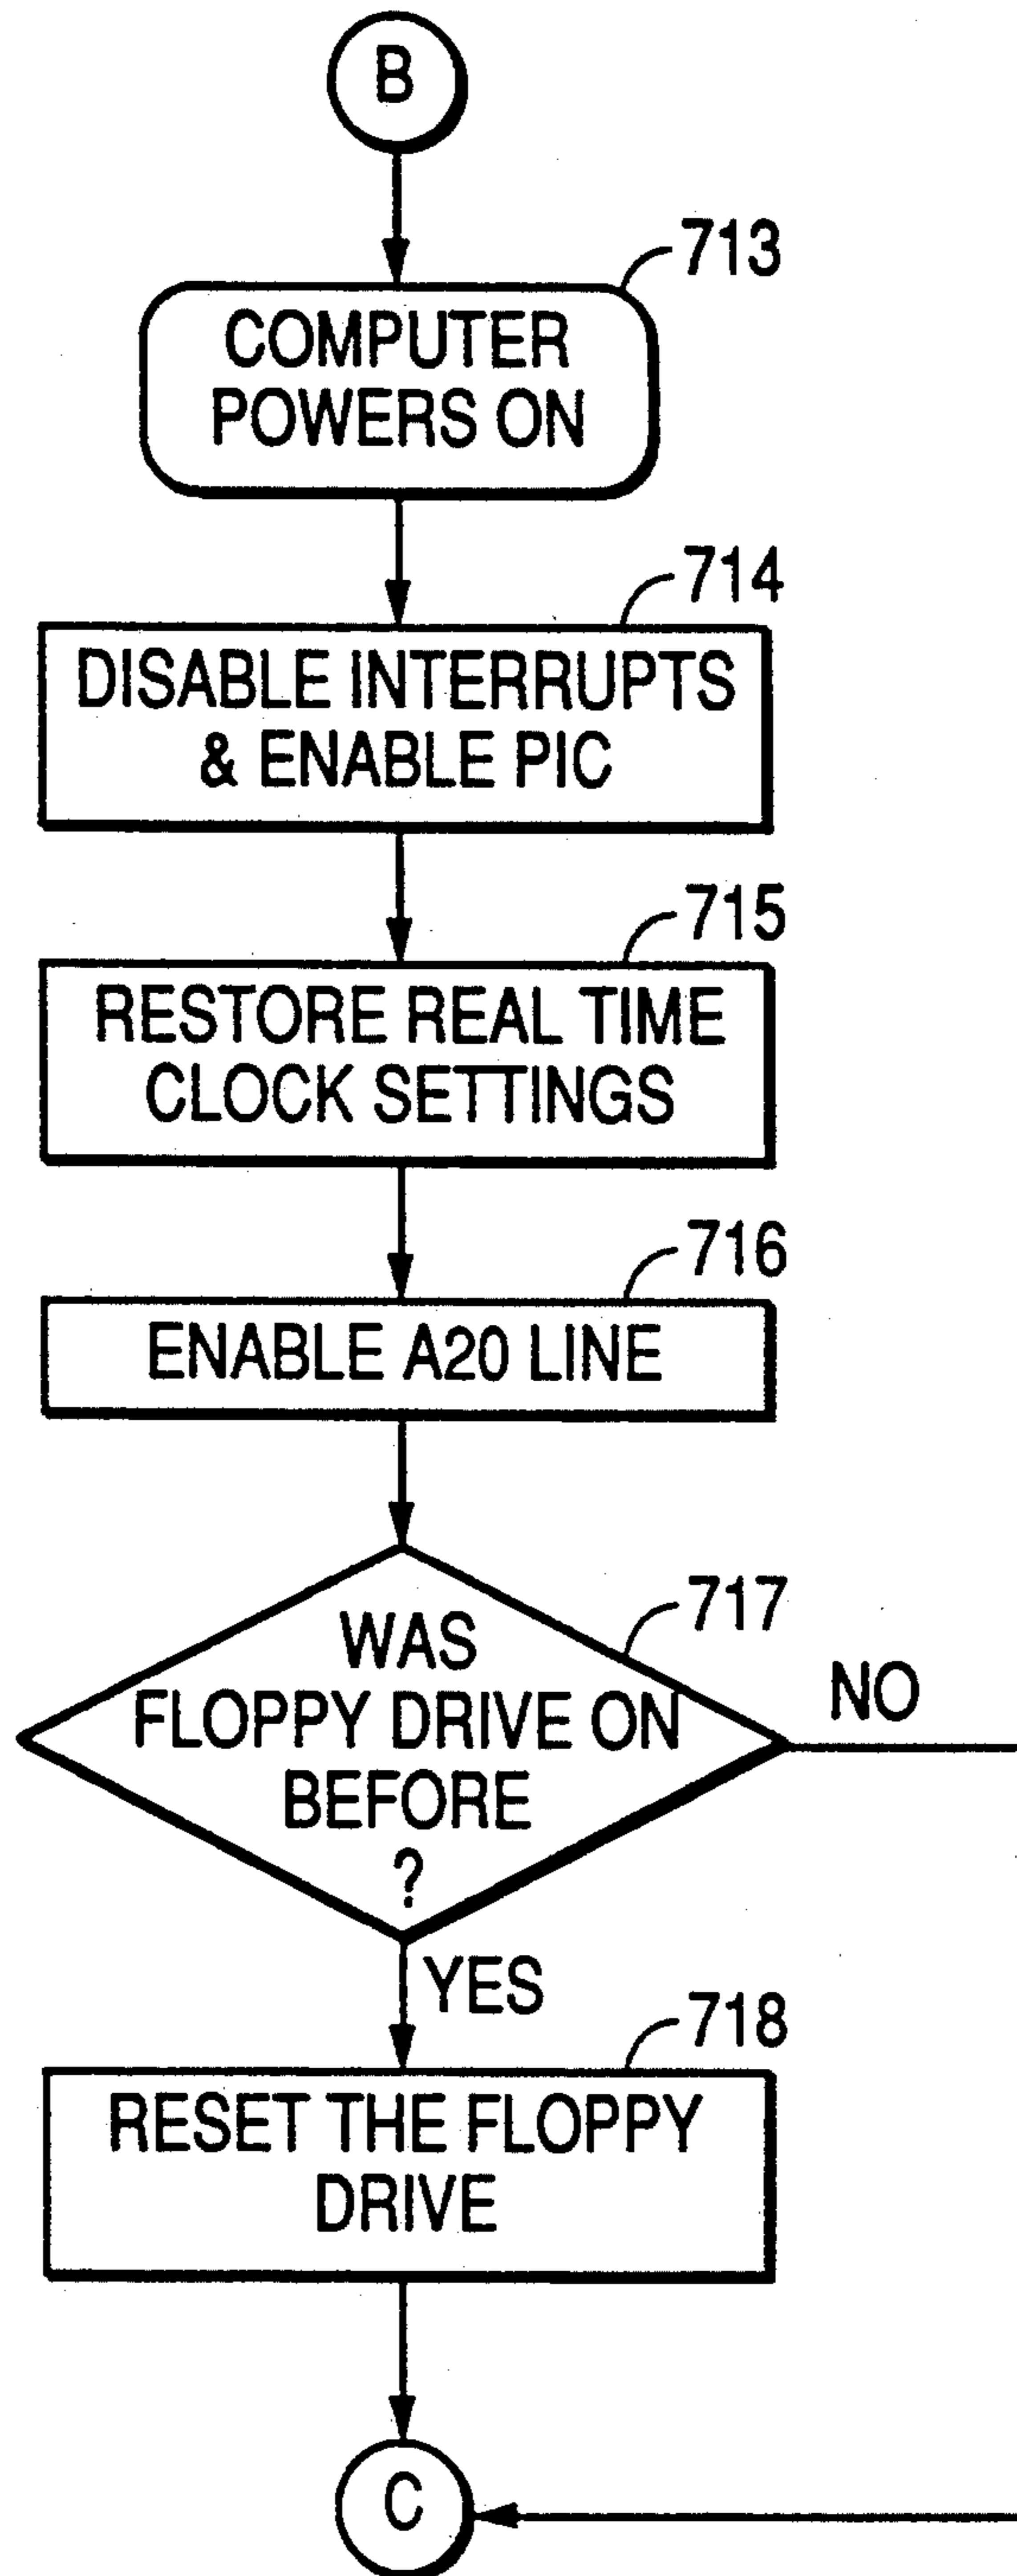 B
713
COMPUTER
POWERS ON
714
DISABLE INTERRUPTS
& ENABLE PIC
715
RESTORE REAL TIME
CLOCK SETTINGS
716
ENABLE A20 LINE
717
WAS
FLOPPY DRIVE ON
BEFORE
?
NO
YES
718
RESET THE FLOPPY
DRIVE
C